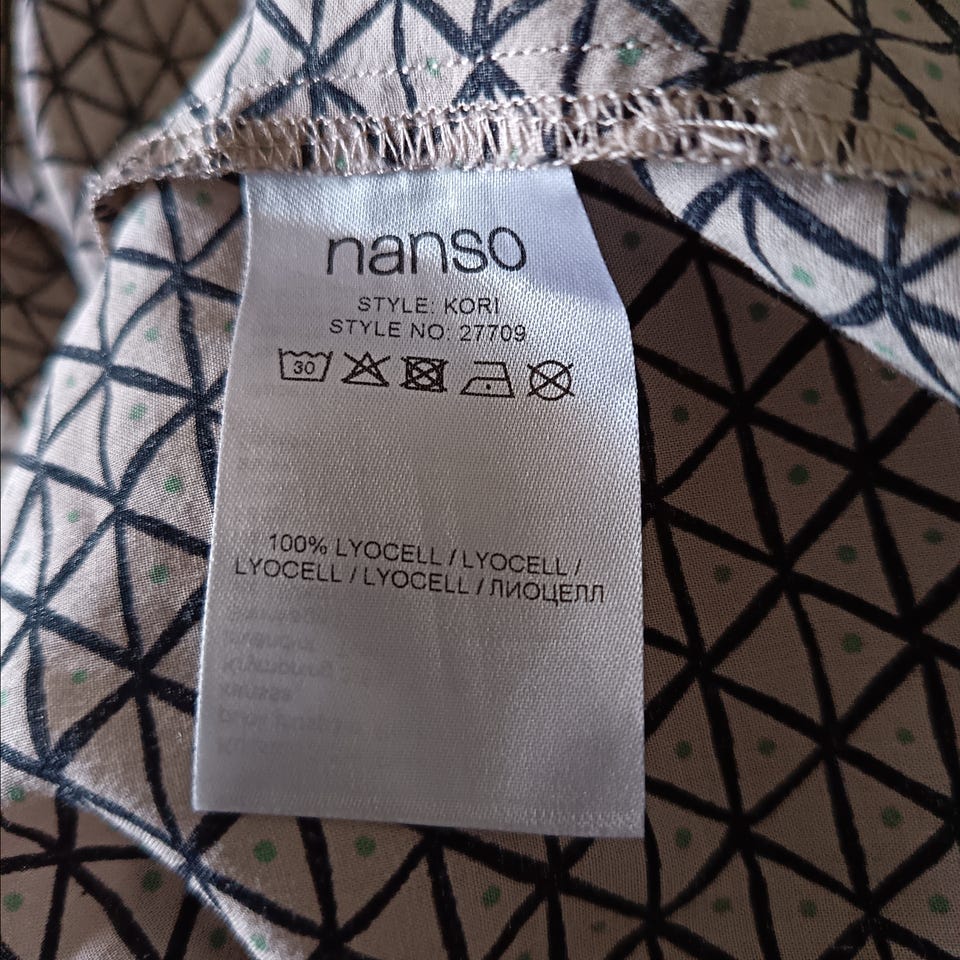 nanso
STYLE: KORI
STYLE NO: 27709
30
100% LYOCELL / LYOCELL /
LYOCELL / LYOCELL / ЛИОЦЕЛЛ